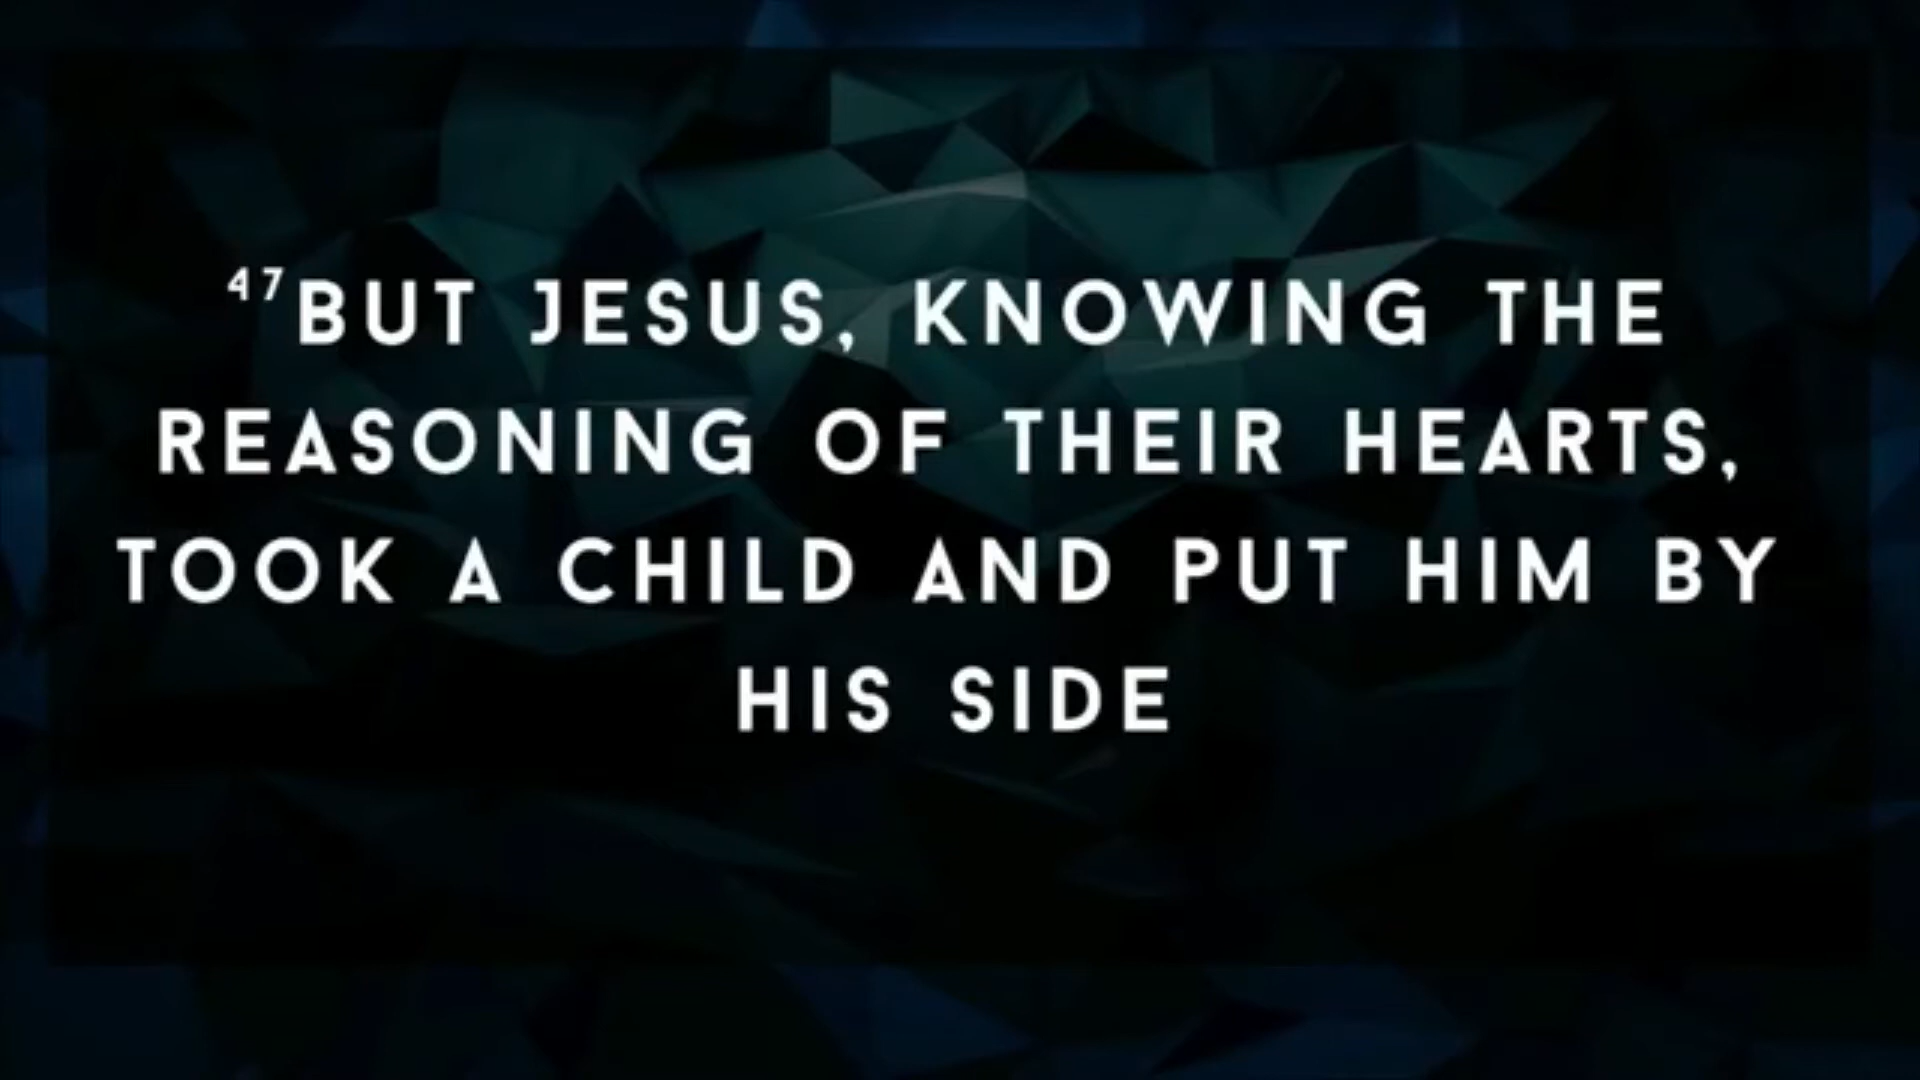 47BUT JESUS, KNOWING THE
REASONING OF THEIR HEARTS,
TOOK A CHILD AND PUT HIM BY
HIS SIDE